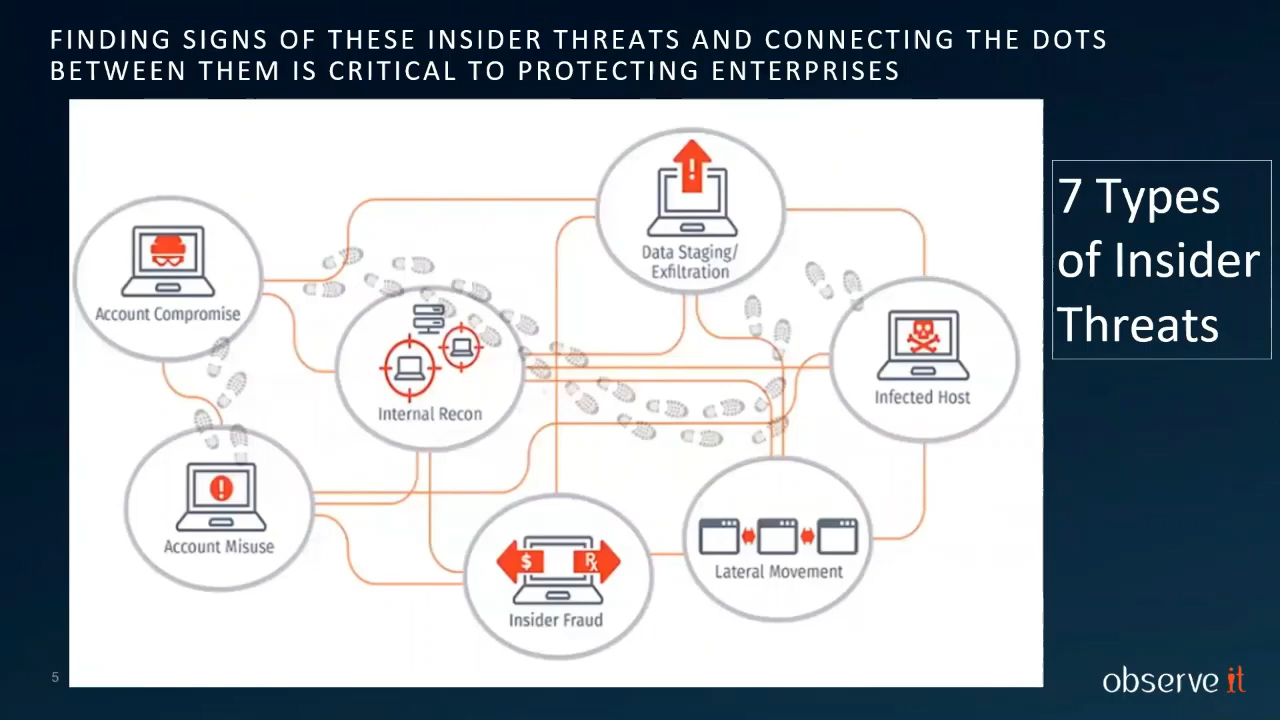 FINDING SIGNS OF THESE INSIDER THREATS AND CONNECTING THE DOTS
BETWEEN THEM IS CRITICAL TO PROTECTING ENTERPRISES
7 Types
of Insider
Threats
!
Data Staging/
Exfiltration
Account Compromise
Internal Recon
Infected Host
!
Account Misuse
$
Rx
Insider Fraud
Lateral Movement
5
observe it